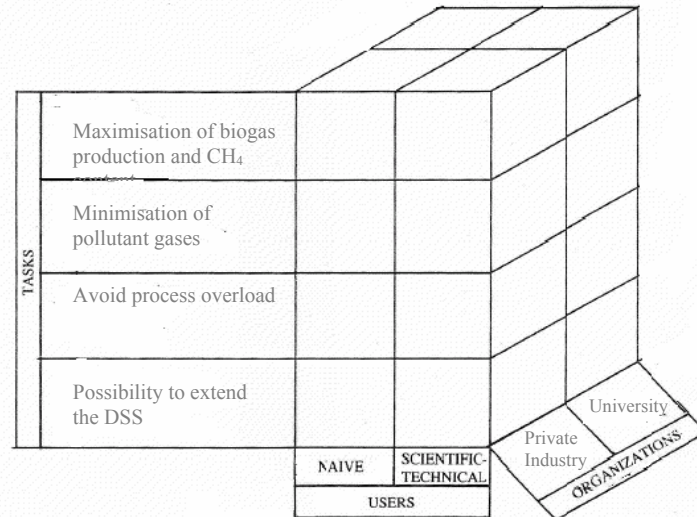 TASKS
Maximisation of biogas
production and CH₄
Minimisation of
pollutant gases
Avoid process overload
Possibility to extend
the DSS
NAIVE
SCIENTIFIC-
TECHNICAL
USERS
Private
Industry
University
ORGANIZATIONS